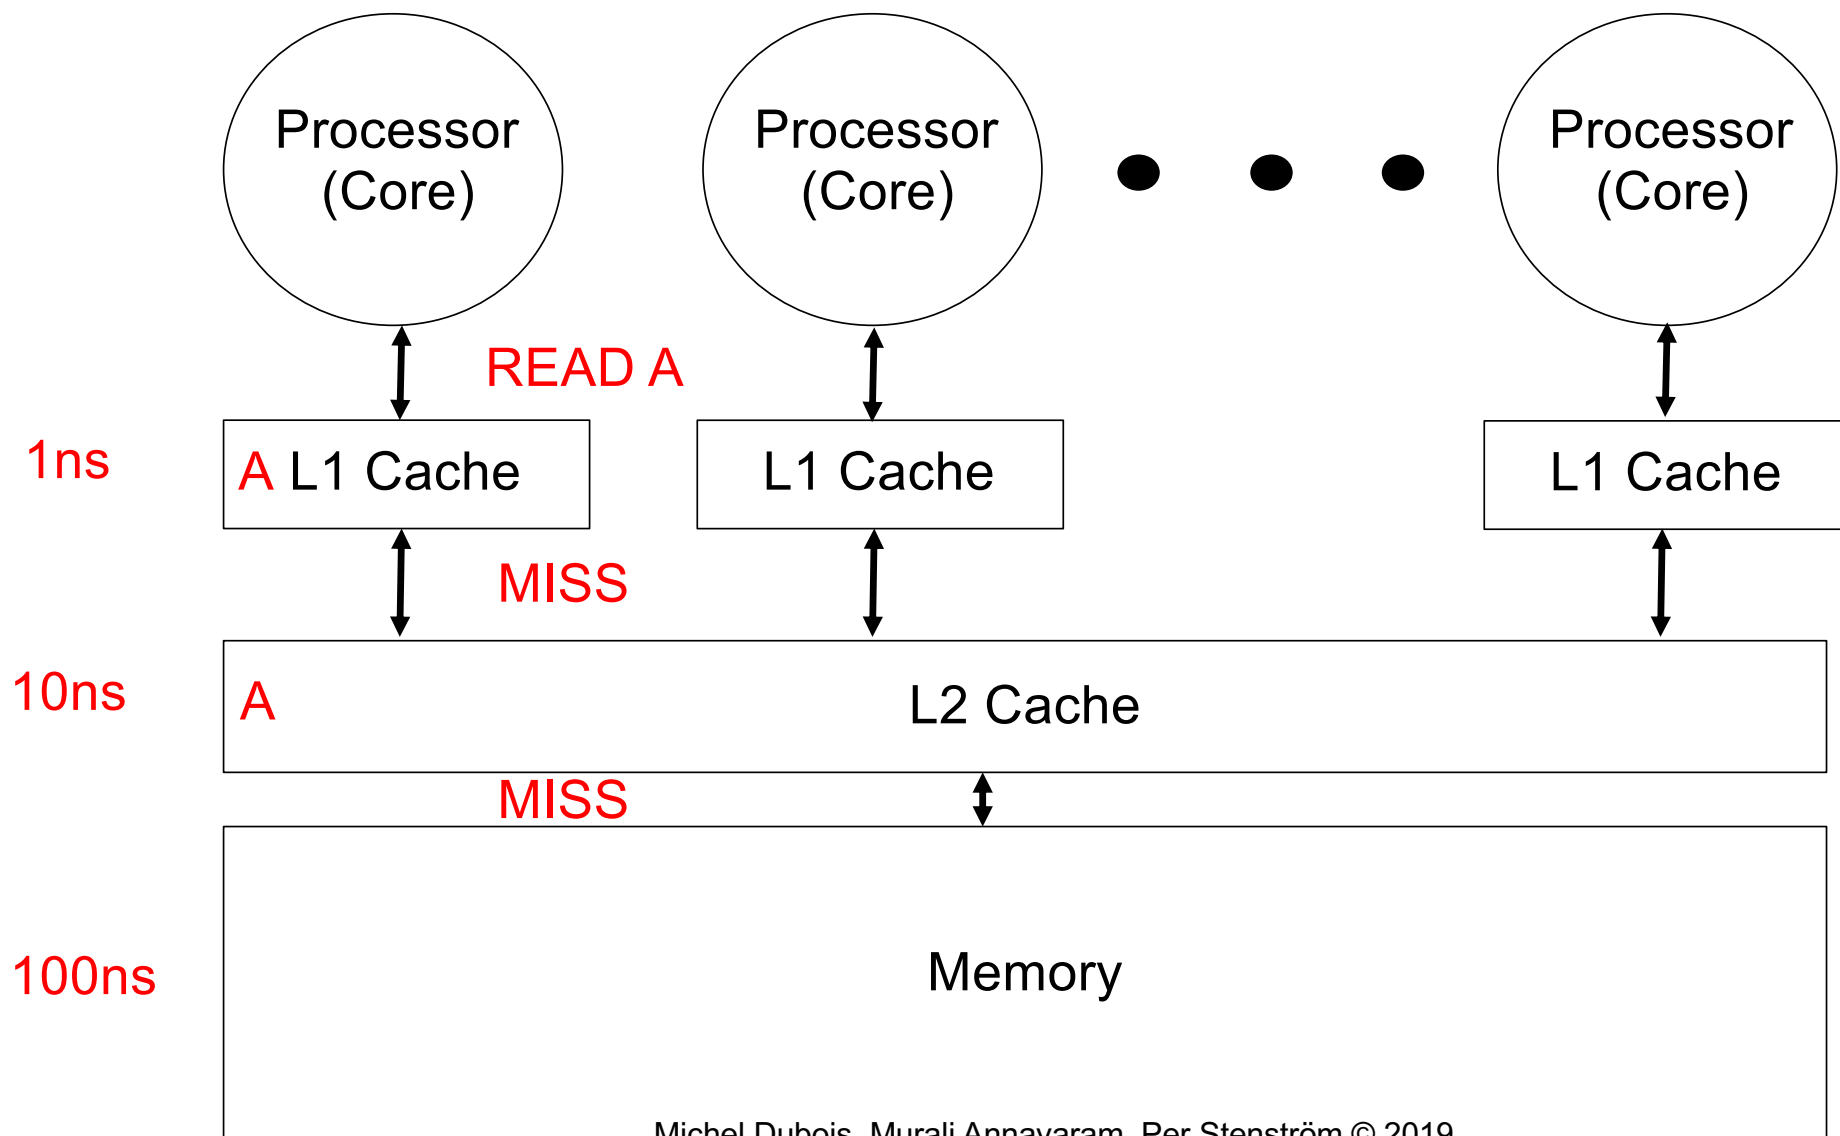 Processor
(Core)
Processor
(Core)
Processor
(Core)
READ A
1ns
A L1 Cache
L1 Cache
L1 Cache
MISS
10ns
A
L2 Cache
MISS
100ns
Memory
Michel Dubois, Murali Annavaram, Per Stenström © 2019